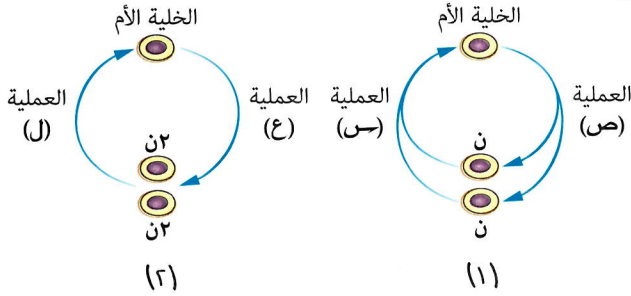 الخلية الأم
العملية
(ص)
العملية
(س)
ن
ن
(١)
الخلية الأم
العملية
(ع)
العملية
(ل)
٢ن
٢ن
(٢)